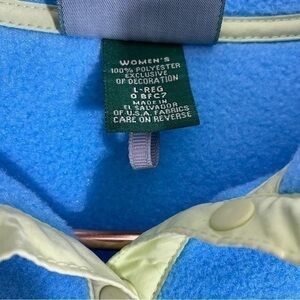 WOMEN'S
100% POLYESTER
EXCLUSIVE
OF DECORATION
L-REG
0 BFC7
MADE IN
EL SALVADOR
OF U.S.A. FABRICS
CARE ON REVERSE